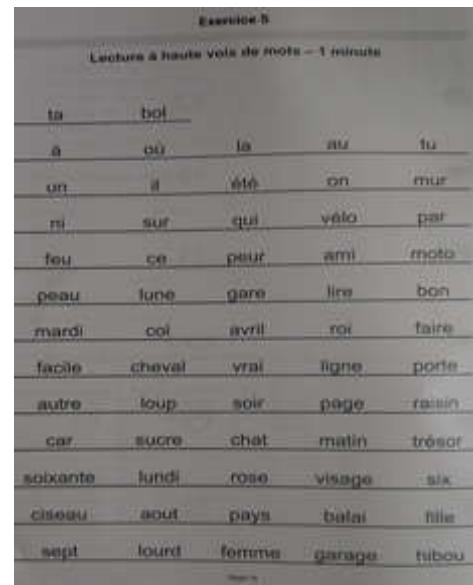 Exercice 5
Lecture à haute voix de mots – 1 minute
ta bol
à où la au tu
un il été on mur
ni sur qui vélo par
feu ce peur ami moto
peau lune gare lire bon
mardi col avril roi faire
facile cheval vrai ligne porte
autre loup soir page raisin
car sucre chat matin trésor
soixante lundi rose visage six
ciseau aout pays balai fille
sept lourd femme garage hibou